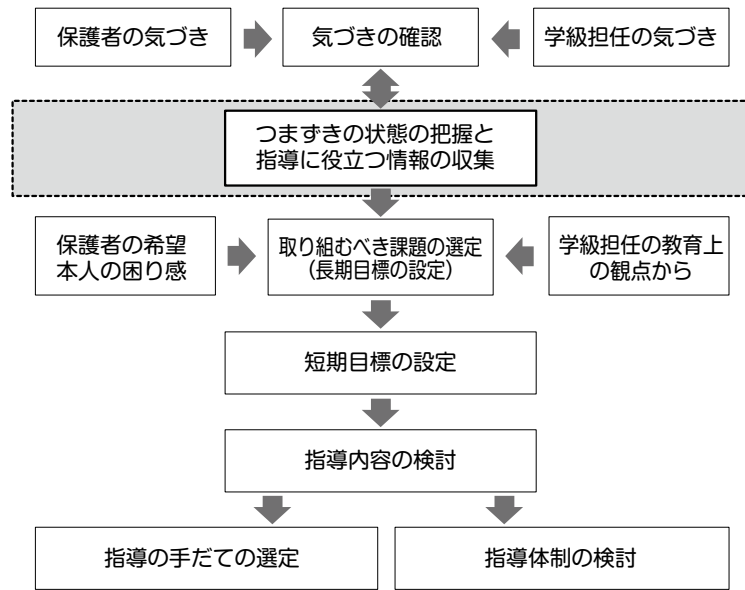 保護者の気づき
気づきの確認
学級担任の気づき
つまずきの状態の把握と
指導に役立つ情報の収集
保護者の希望
本人の困り感
取り組むべき課題の選定
（長期目標の設定）
学級担任の教育上
の観点から
短期目標の設定
指導内容の検討
指導の手だての選定
指導体制の検討